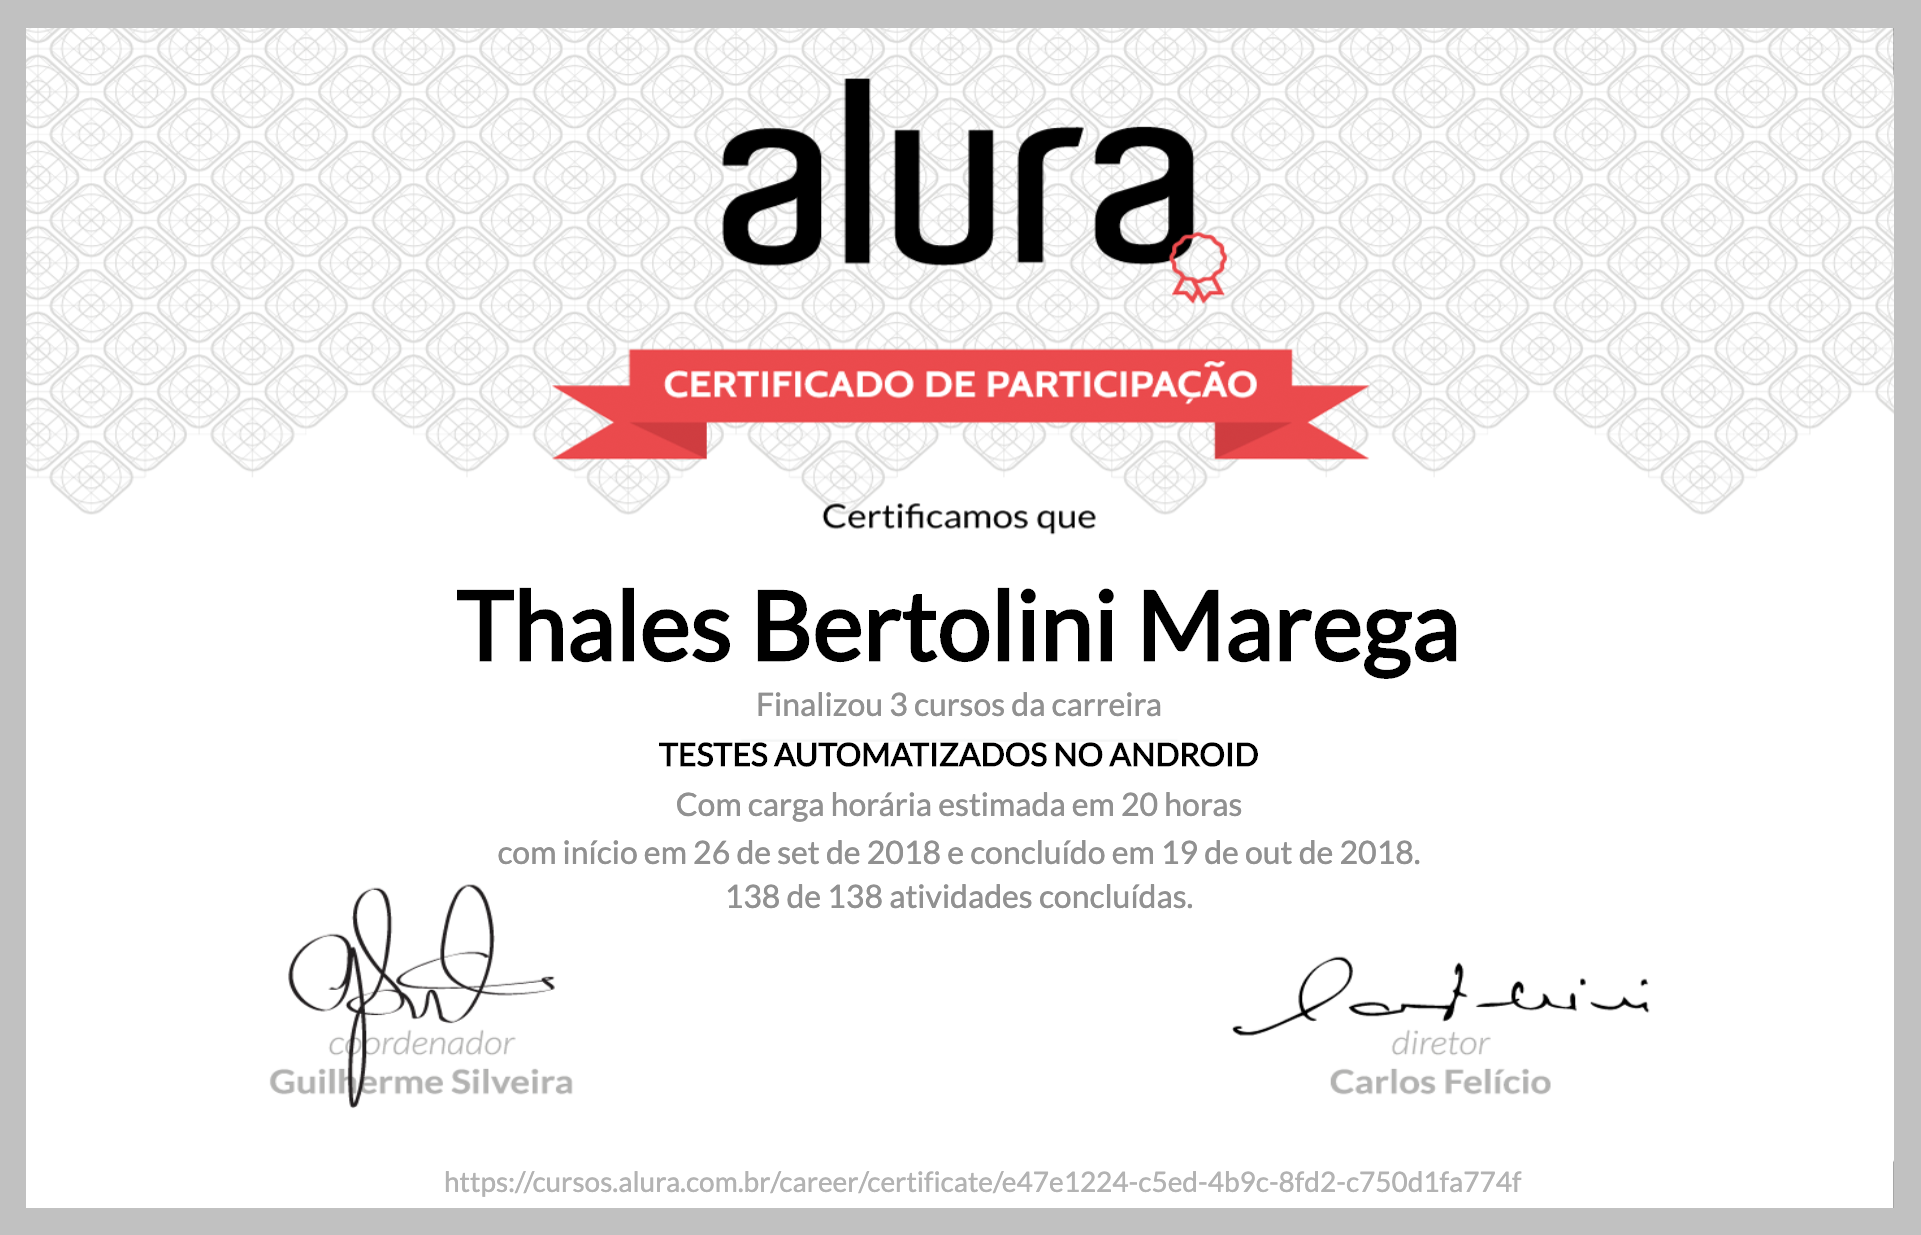 alura
CERTIFICADO DE PARTICIPAÇÃO
Certificamos que
Thales Bertolini Marega
Finalizou 3 cursos da carreira
TESTES AUTOMATIZADOS NO ANDROID
Com carga horária estimada em 20 horas
com início em 26 de set de 2018 e concluído em 19 de out de 2018.
138 de 138 atividades concluídas.
coordenador
Guilherme Silveira
diretor
Carlos Felício
https://cursos.alura.com.br/career/certificate/e47e1224-c5ed-4b9c-8fd2-c750d1fa774f